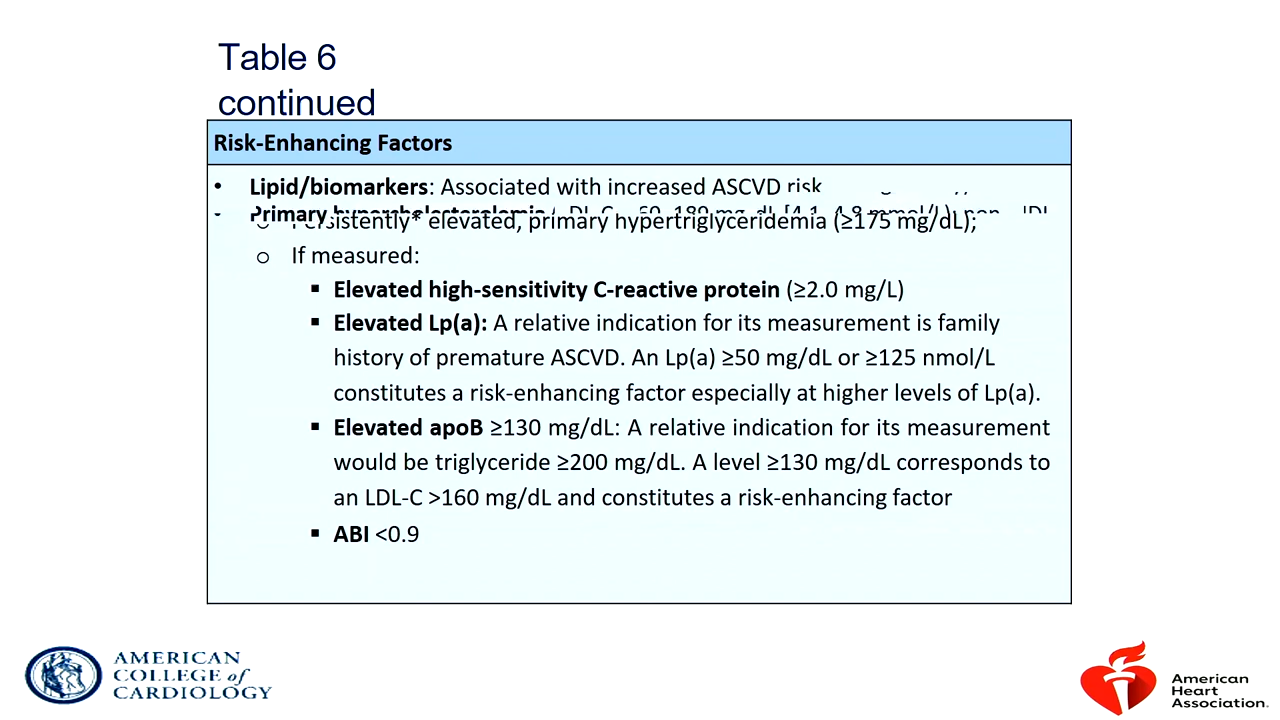 Table 6
continued
Risk-Enhancing Factors
• Lipid/biomarkers: Associated with increased ASCVD risk
• Primary
o Persistently* elevated, primary hypertriglyceridemia (≥175 mg/dL);
o If measured:
▪ Elevated high-sensitivity C-reactive protein (≥2.0 mg/L)
▪ Elevated Lp(a): A relative indication for its measurement is family
history of premature ASCVD. An Lp(a) ≥50 mg/dL or ≥125 nmol/L
constitutes a risk-enhancing factor especially at higher levels of Lp(a).
▪ Elevated apoB ≥130 mg/dL: A relative indication for its measurement
would be triglyceride ≥200 mg/dL. A level ≥130 mg/dL corresponds to
an LDL-C >160 mg/dL and constitutes a risk-enhancing factor
▪ ABI <0.9
AMERICAN
COLLEGE of
CARDIOLOGY
American
Heart
Association.